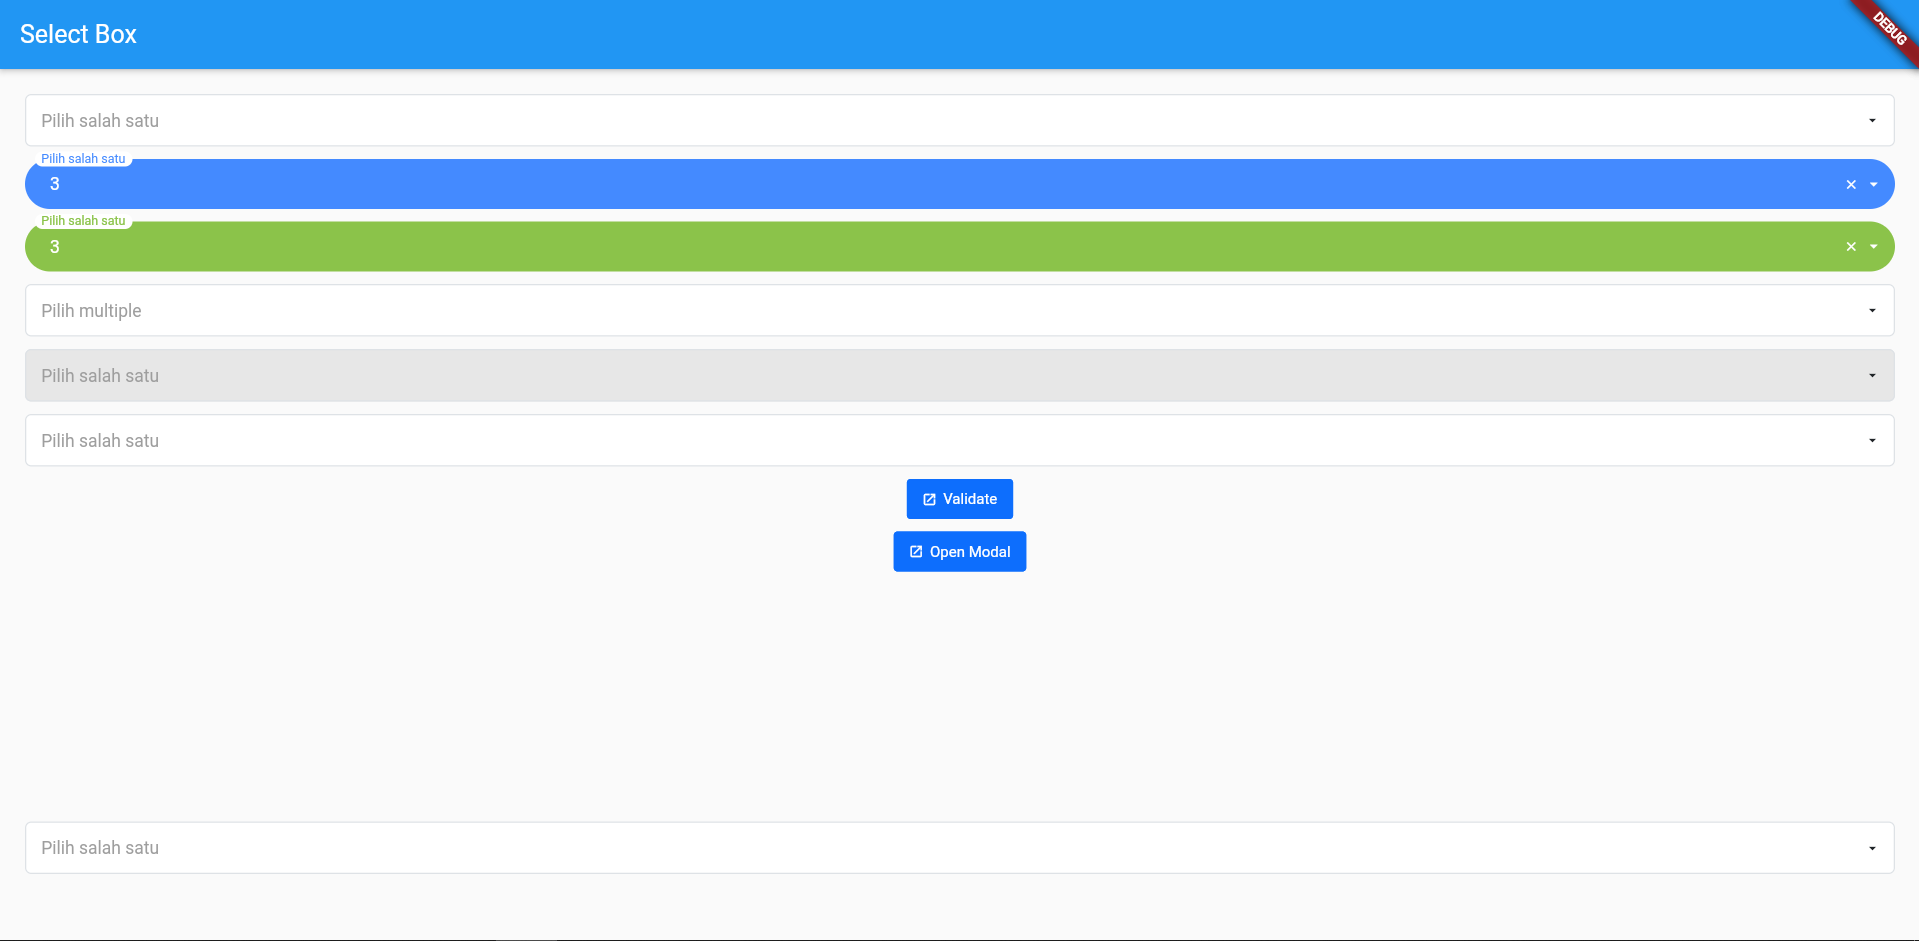 Select Box
DEBUG
Pilih salah satu
Pilih salah satu
3
Pilih salah satu
3
Pilih multiple
Pilih salah satu
Pilih salah satu
Validate
Open Modal
Pilih salah satu